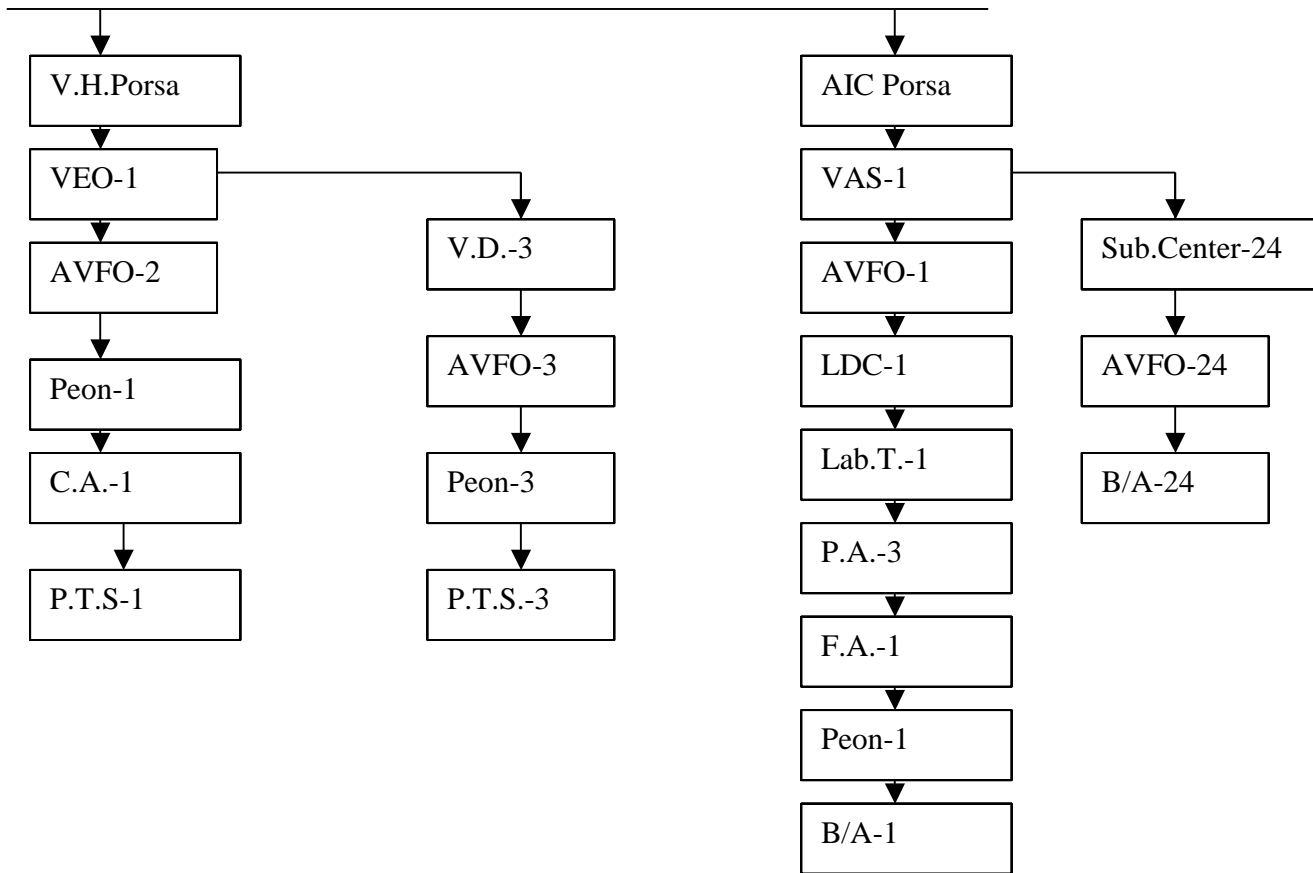 V.H.Porsa
VEO-1
AVFO-2
Peon-1
C.A.-1
P.T.S-1
V.D.-3
AVFO-3
Peon-3
P.T.S.-3
AIC Porsa
VAS-1
AVFO-1
LDC-1
Lab.T.-1
P.A.-3
F.A.-1
Peon-1
B/A-1
Sub.Center-24
AVFO-24
B/A-24